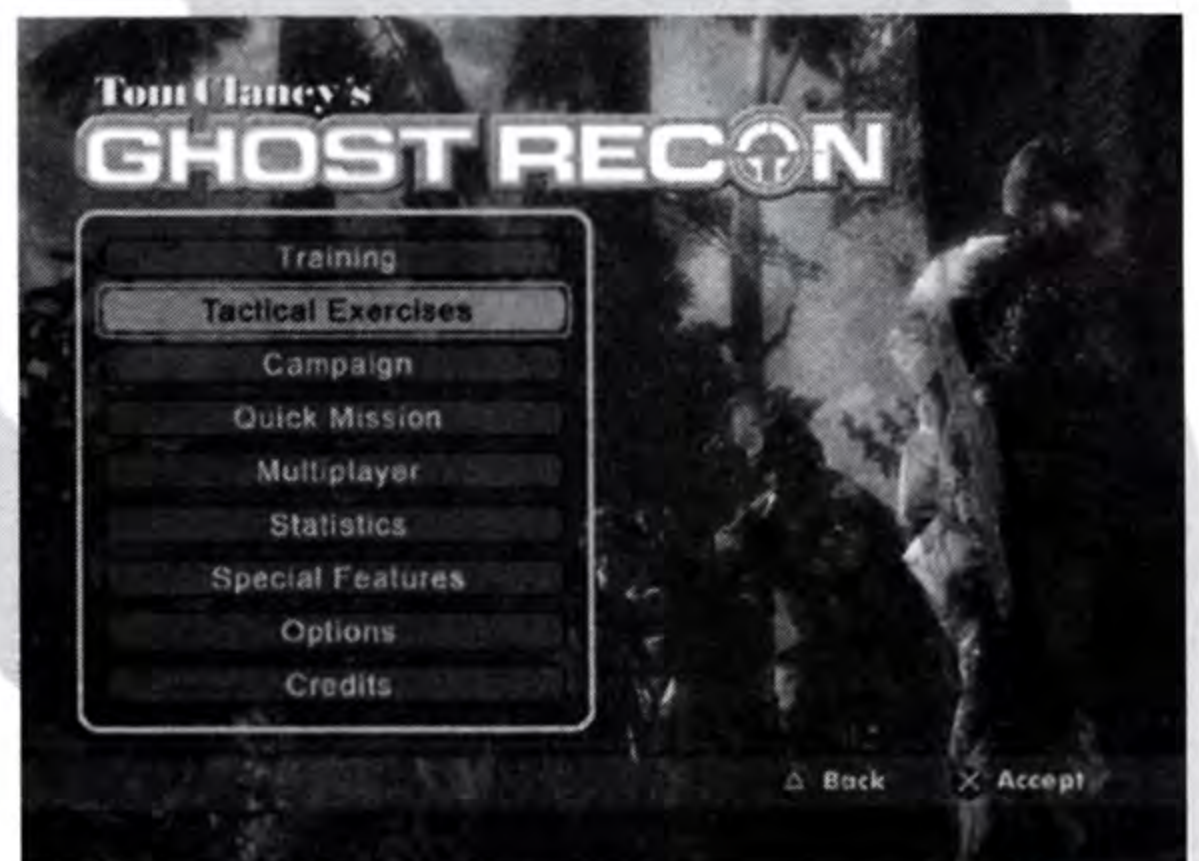 Tom Clancy's
GHOST RECON
Training
Tactical Exercises
Campaign
Quick Mission
Multiplayer
Statistics
Special Features
Options
Credits
△ Back X Accept